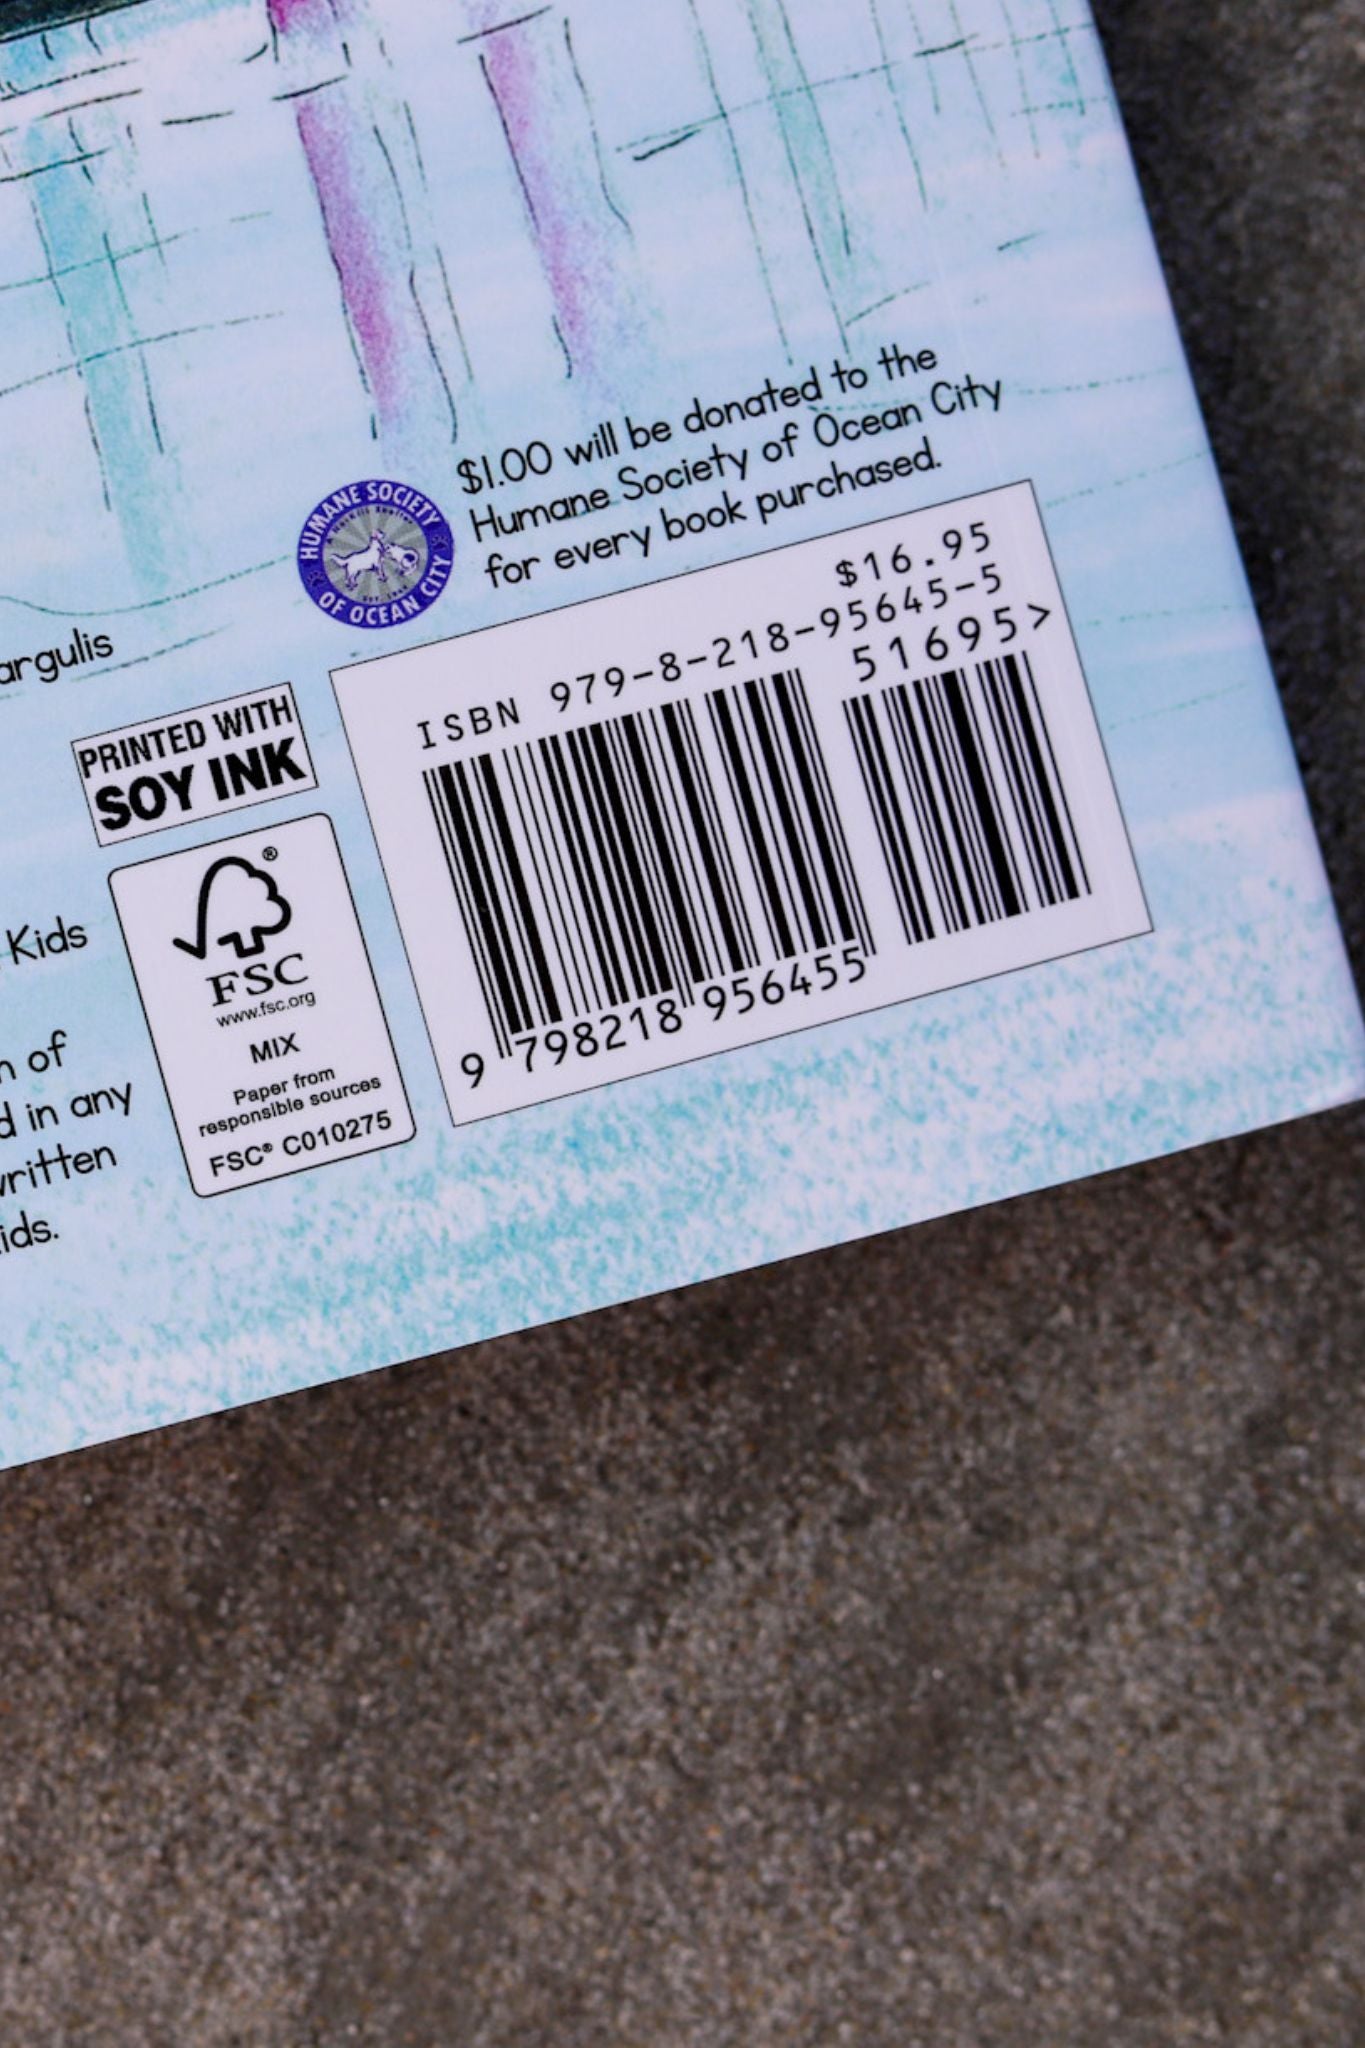 $1.00 will be donated to the
Humane Society of Ocean City
for every book purchased.
HUMANE SOCIETY
OF OCEAN CITY
argulis
PRINTED WITH
SOY INK
$16.95
ISBN 979-8-218-95645-5
51695>
9 798218 956455
FSC
®
www.fsc.org
MIX
Paper from
responsible sources
FSC® C010275
Kids
n of
d in any
written
ids.